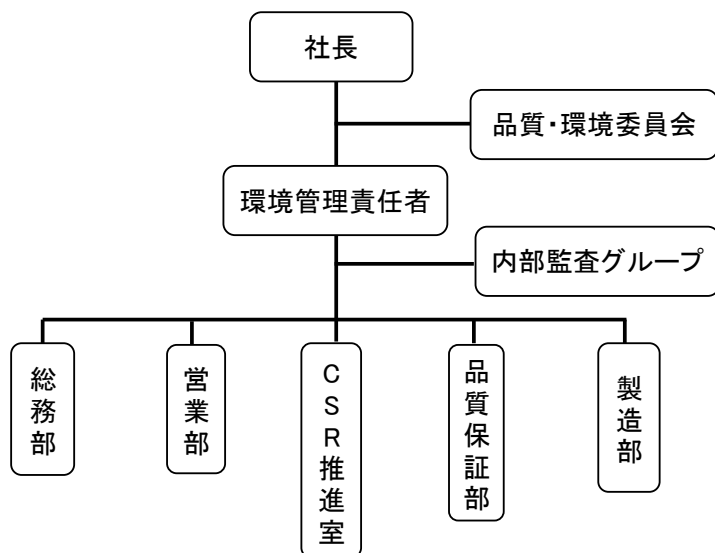 社長
品質・環境委員会
環境管理責任者
内部監査グループ
総務部
営業部
CSR推進室
品質保証部
製造部